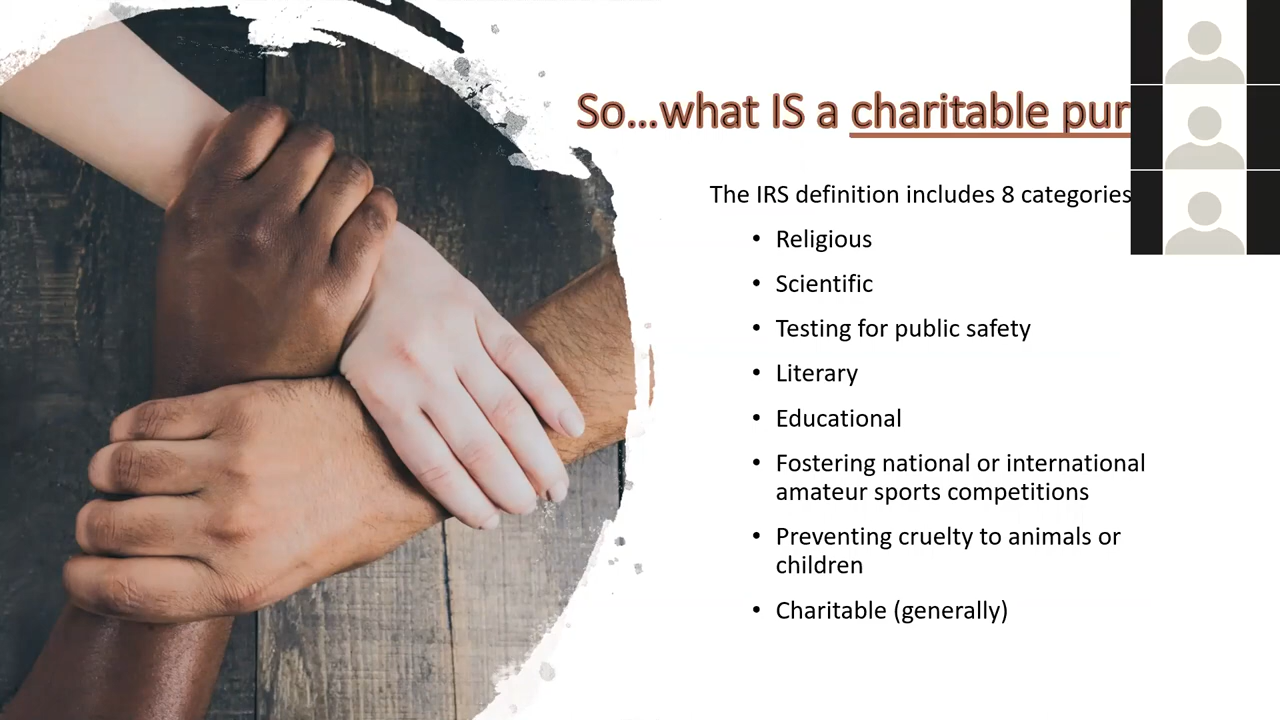 So...what IS a charitable pur
The IRS definition includes 8 categories
• Religious
• Scientific
• Testing for public safety
• Literary
• Educational
• Fostering national or international
amateur sports competitions
• Preventing cruelty to animals or
children
• Charitable (generally)